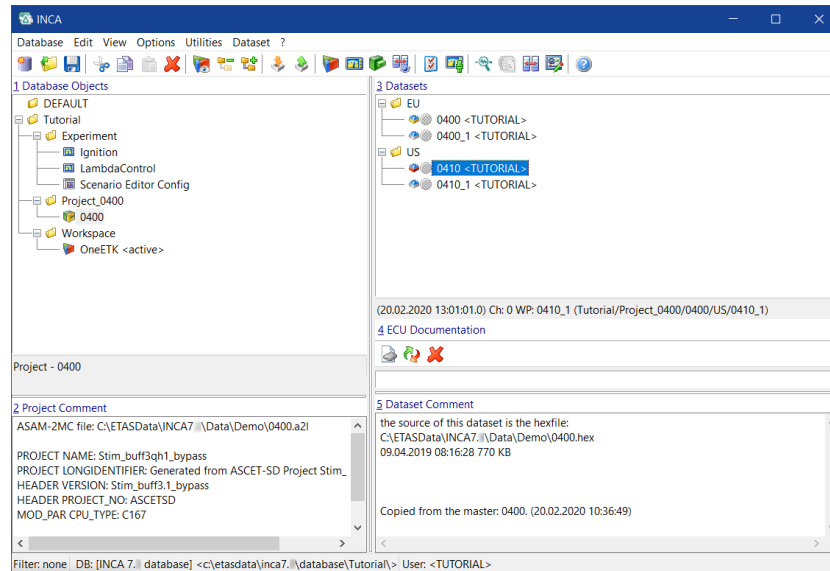 INCA
Database Edit View Options Utilities Dataset ?
1 Database Objects
DEFAULT
Tutorial
Experiment
Ignition
LambdaControl
Scenario Editor Config
Project_0400
0400
Workspace
OneETK <active>
Project - 0400
2 Project Comment
ASAM-2MC file: C:\ETASData\INCA7. \Data\Demo\0400.a2l
PROJECT NAME: Stim_buff3qh1_bypass
PROJECT LONGIDENTIFIER: Generated from ASCET-SD Project Stim_
HEADER VERSION: Stim_buff3.1_bypass
HEADER PROJECT_NO: ASCETSD
MOD_PAR CPU_TYPE: C167
3 Datasets
EU
0400 <TUTORIAL>
0400_1 <TUTORIAL>
US
0410 <TUTORIAL>
0410_1 <TUTORIAL>
(20.02.2020 13:01:01.0) Ch: 0 WP: 0410_1 (Tutorial/Project_0400/0400/US/0410_1)
4 ECU Documentation
5 Dataset Comment
the source of this dataset is the hexfile:
C:\ETASData\INCA7. \Data\Demo\0400.hex
09.04.2019 08:16:28 770 KB
Copied from the master: 0400. (20.02.2020 10:36:49)
Filter: none DB: [INCA 7. database] <c:\etasdata\inca7. \database\Tutorial\> User: <TUTORIAL>